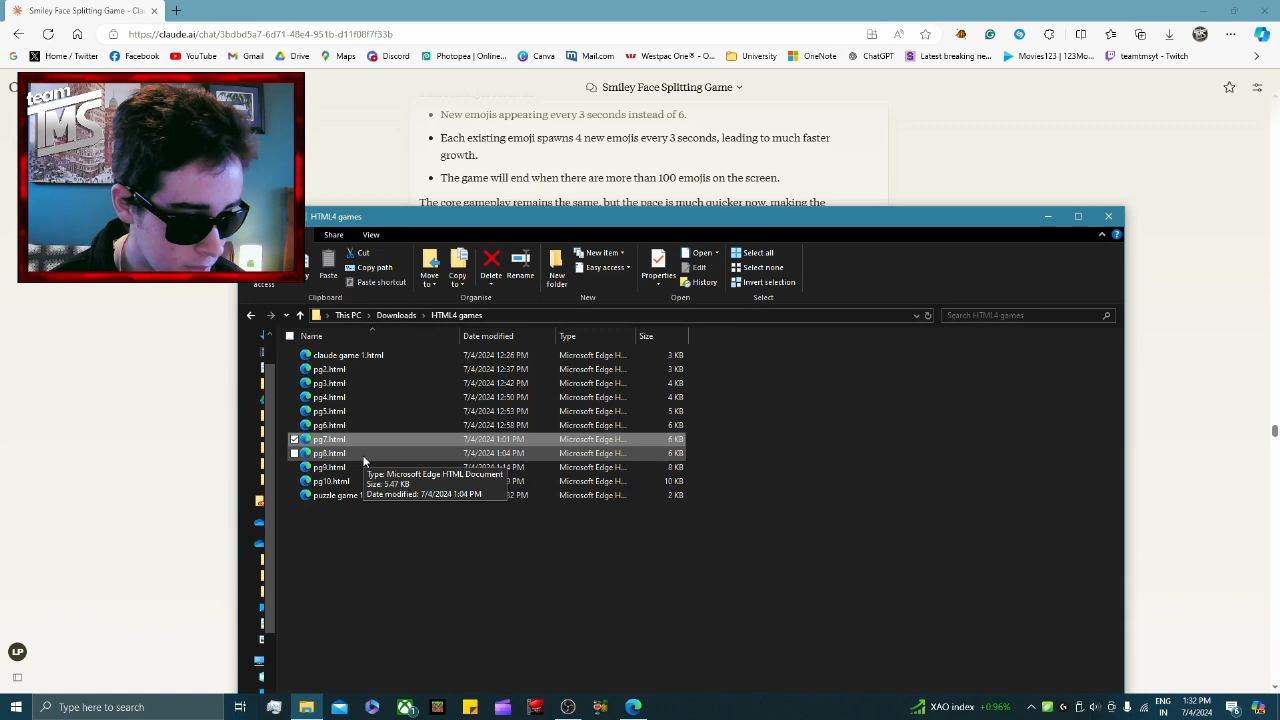 Smiley Face Splitting Game - Cla
https://claude.ai/chat/3bdbd5a7-6d71-48e4-951b-d11f08f7f33b
Home / Twitter
Facebook
YouTube
Gmail
Drive
Maps
Discord
Photopea | Online P...
Canva
Mail.com
Westpac One® - O...
University
OneNote
ChatGPT
Latest breaking ne...
Movies123 | 123Mo...
teamtmsyt - Twitch
team
TMS
Smiley Face Splitting Game
New emojis appearing every 3 seconds instead of 6.
Each existing emoji spawns 4 new emojis every 3 seconds, leading to much faster
growth.
The game will end when there are more than 100 emojis on the screen.
The core gameplay remains the same, but the pace is much quicker now, making the
HTML4 games
Share
View
access
Paste
Cut
Copy path
Paste shortcut
Clipboard
Move
to
Copy
to
Delete
Rename
Organise
New
folder
New item
Easy access
New
Properties
Open
Edit
History
Open
Select all
Select none
Invert selection
Select
This PC
Downloads
HTML4 games
Search HTML4 games
Name
Date modified
Type
Size
claude game 1.html 7/4/2024 12:26 PM Microsoft Edge H... 3 KB
pg2.html 7/4/2024 12:37 PM Microsoft Edge H... 3 KB
pg3.html 7/4/2024 12:42 PM Microsoft Edge H... 4 KB
pg4.html 7/4/2024 12:50 PM Microsoft Edge H... 4 KB
pg5.html 7/4/2024 12:53 PM Microsoft Edge H... 5 KB
pg6.html 7/4/2024 12:58 PM Microsoft Edge H... 6 KB
pg7.html 7/4/2024 1:01 PM Microsoft Edge H... 6 KB
pg8.html 7/4/2024 1:04 PM Microsoft Edge H... 6 KB
pg9.html Microsoft Edge H... 8 KB
pg10.html Microsoft Edge H... 10 KB
puzzle game 1 Microsoft Edge H... 2 KB
Type: Microsoft Edge HTML Document
Size: 5.47 KB
Date modified: 7/4/2024 1:04 PM
LP
Type here to search
XAO index +0.96%
ENG
IN
1:32 PM
7/4/2024